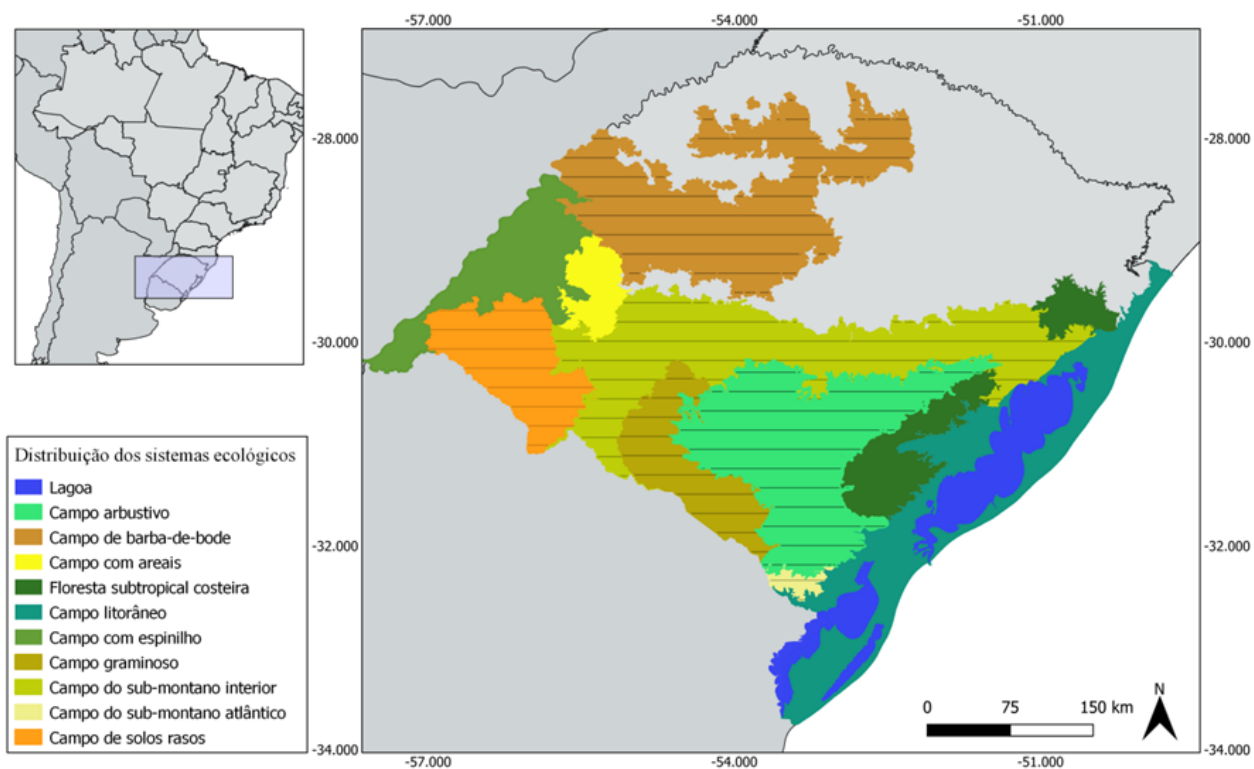 -57.000
-54.000
-51.000
-28.000
-28.000
-30.000
-30.000
Distribuição dos sistemas ecológicos
Lagoa
Campo arbustivo
Campo de barba-de-bode
Campo com areais
Floresta subtropical costeira
Campo litorâneo
Campo com espinilho
Campo graminoso
Campo do sub-montano interior
Campo do sub-montano atlântico
Campo de solos rasos
-32.000
-32.000
0
75
150 km
N
-34.000
-34.000
-57.000
-54.000
-51.000